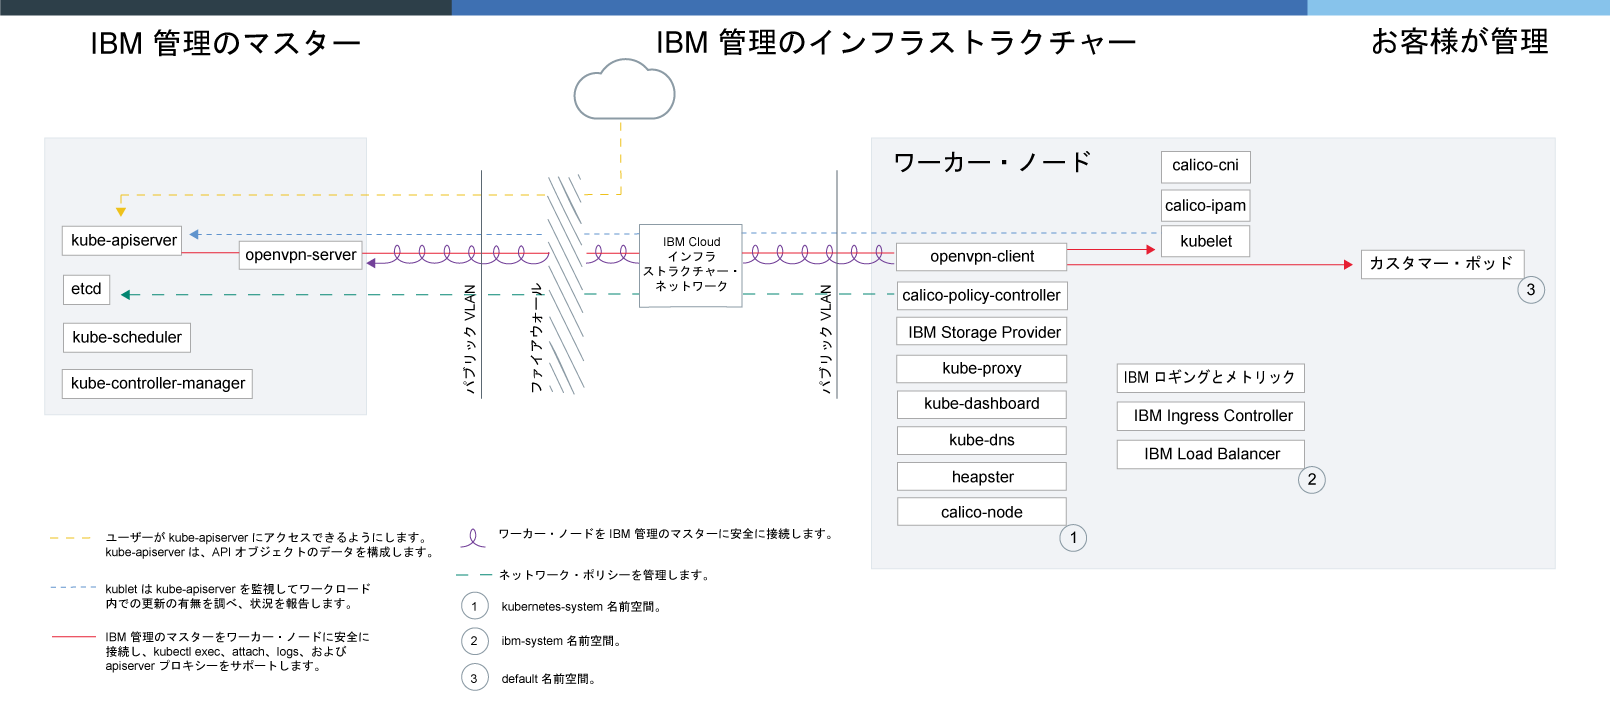 IBM 管理のマスター
IBM 管理のインフラストラクチャー
お客様が管理
kube-apiserver
openvpn-server
etcd
kube-scheduler
kube-controller-manager
パブリック VLAN
ファイアウォール
IBM Cloud
インフラ
ストラクチャー・
ネットワーク
パブリック VLAN
ワーカー・ノード
calico-cni
calico-ipam
kubelet
openvpn-client
calico-policy-controller
IBM Storage Provider
kube-proxy
kube-dashboard
kube-dns
heapster
calico-node
1
IBM ロギングとメトリック
IBM Ingress Controller
IBM Load Balancer
2
カスタマー・ポッド
3
ユーザーが kube-apiserver にアクセスできるようにします。
kube-apiserver は、API オブジェクトのデータを構成します。
kublet は kube-apiserver を監視してワークロード
内での更新の有無を調べ、状況を報告します。
IBM 管理のマスターをワーカー・ノードに安全に
接続し、kubectl exec、attach、logs、および
apiserver プロキシーをサポートします。
ワーカー・ノードを IBM 管理のマスターに安全に接続します。
ネットワーク・ポリシーを管理します。
1 kubernetes-system 名前空間。
2 ibm-system 名前空間。
3 default 名前空間。